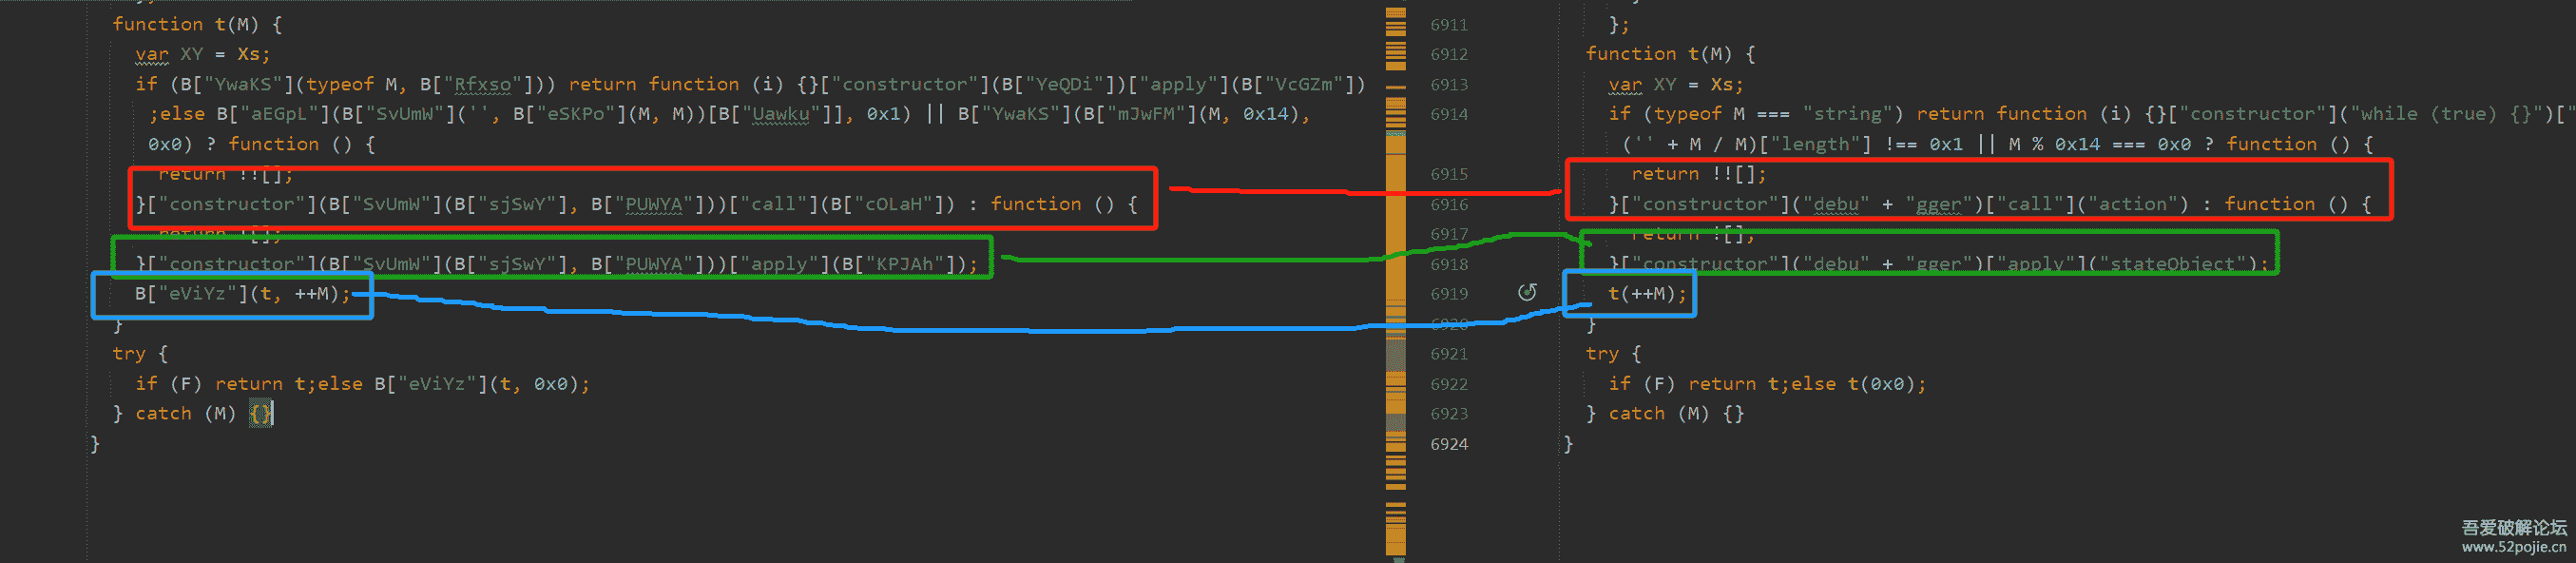 function t(M) {
var XY = Xs;
if (B["YwaKS"](typeof M, B["Rfxso"])) return function (i) {}["constructor"](B["YeQDi"])["apply"](B["VcGZm"])
;else B["aEGpL"](B["SvUmW"]('', B["eSKPo"](M, M))[B["Uawku"]], 0x1) || B["YwaKS"](B["mJwFM"](M, 0x14),
0x0) ? function () {
return !![];
}["constructor"](B["SvUmW"](B["sjSwY"], B["PUWYA"]))["call"](B["cOLaH"]) : function () {
return ![];
}["constructor"](B["SvUmW"](B["sjSwY"], B["PUWYA"]))["apply"](B["KPJAh"]);
B["eViYz"](t, ++M);
}
try {
if (F) return t;else B["eViYz"](t, 0x0);
} catch (M) {}
}
6911 };
6912 function t(M) {
6913 var XY = Xs;
6914 if (typeof M === "string") return function (i) {}["constructor"]("while (true) {}")["
('' + M / M)["length"] !== 0x1 || M % 0x14 === 0x0 ? function () {
6915 return !![];
6916 }["constructor"]("debu" + "gger")["call"]("action") : function () {
6917 return ![];
6918 }["constructor"]("debu" + "gger")["apply"]("stateObject");
6919 t(++M);
6920 }
6921 try {
6922 if (F) return t;else t(0x0);
6923 } catch (M) {}
6924 }
吾爱破解论坛
www.52pojie.cn